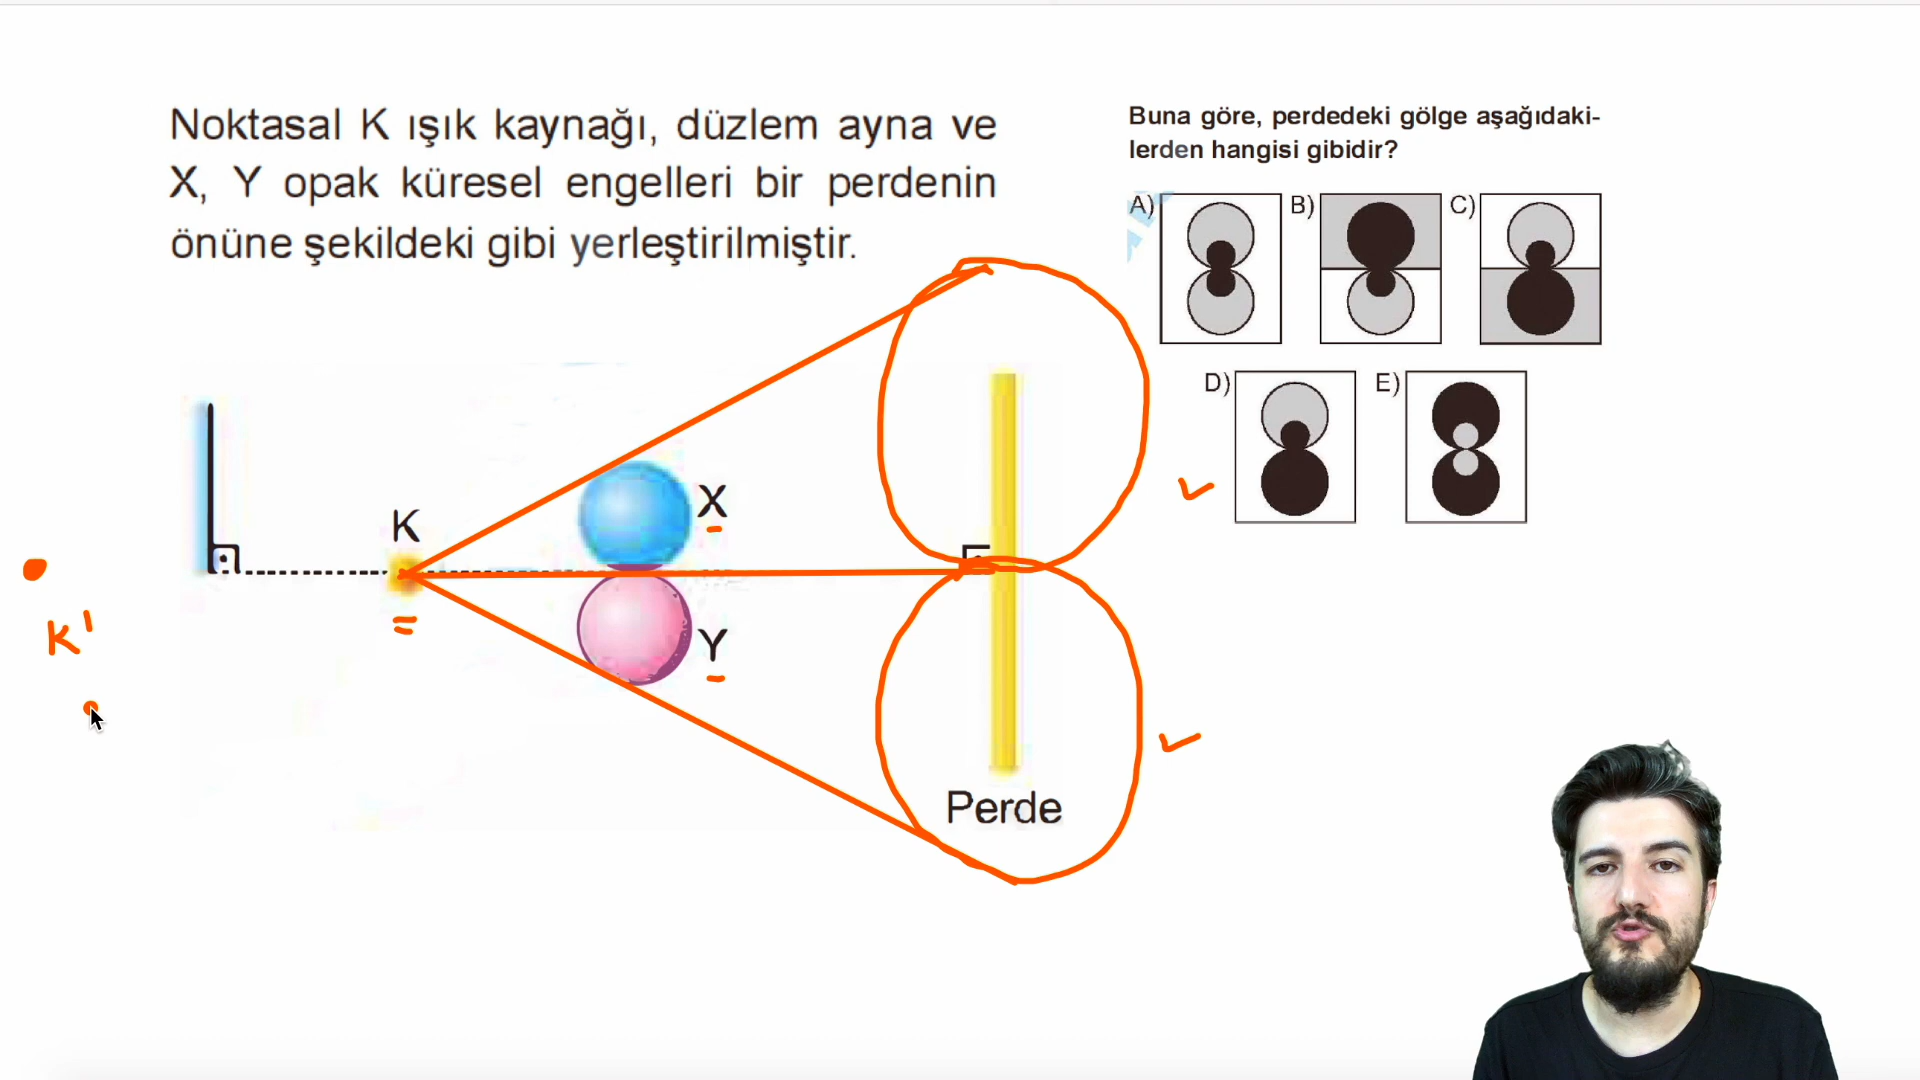 Noktasal K ışık kaynağı, düzlem ayna ve
X, Y opak küresel engelleri bir perdenin
önüne şekildeki gibi yerleştirilmiştir.
K
X
Y
K'
Perde
Buna göre, perdedeki gölge aşağıdaki-
lerden hangisi gibidir?
A)
B)
C)
D)
E)